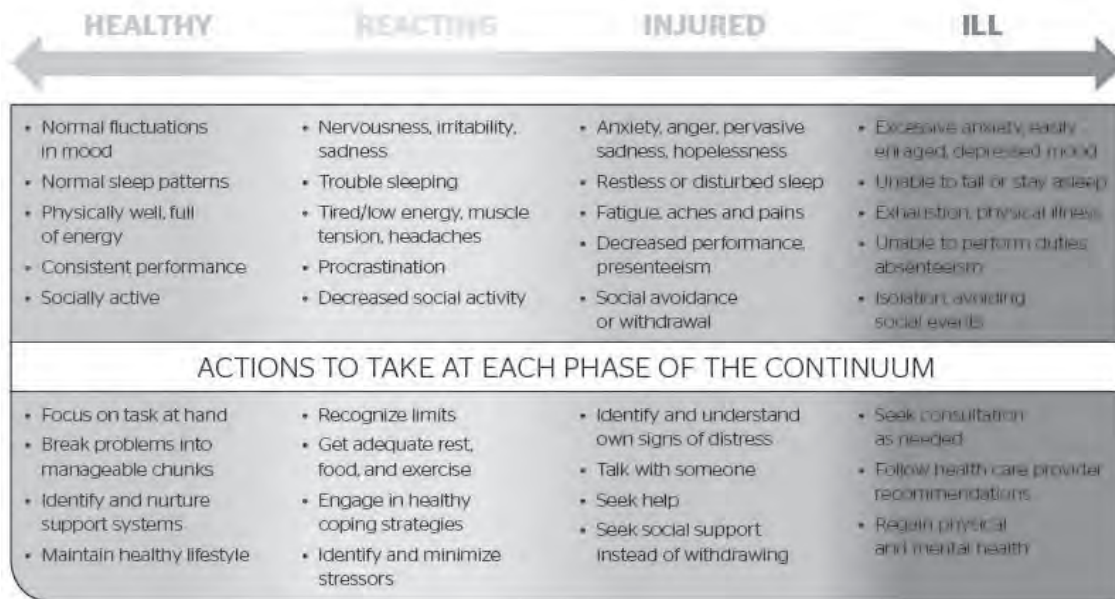 HEALTHY
REACTING
INJURED
ILL
• Normal fluctuations
in mood
• Normal sleep patterns
• Physically well, full
of energy
• Consistent performance
• Socially active
• Nervousness, irritability,
sadness
• Trouble sleeping
• Tired/low energy, muscle
tension, headaches
• Procrastination
• Decreased social activity
• Anxiety, anger, pervasive
sadness, hopelessness
• Restless or disturbed sleep
• Fatigue, aches and pains
• Decreased performance,
presenteeism
• Social avoidance
or withdrawal
• Excessive anxiety, easily
enraged, depressed mood
• Unable to fall or stay asleep
• Exhaustion, physical illness
• Unable to perform duties,
absenteeism
• Isolation, avoiding
social events
ACTIONS TO TAKE AT EACH PHASE OF THE CONTINUUM
• Focus on task at hand
• Break problems into
manageable chunks
• Identify and nurture
support systems
• Maintain healthy lifestyle
• Recognize limits
• Get adequate rest,
food, and exercise
• Engage in healthy
coping strategies
• Identify and minimize
stressors
• Identify and understand
own signs of distress
• Talk with someone
• Seek help
• Seek social support
instead of withdrawing
• Seek consultation
as needed
• Follow health care provider
recommendations
• Regain physical
and mental health